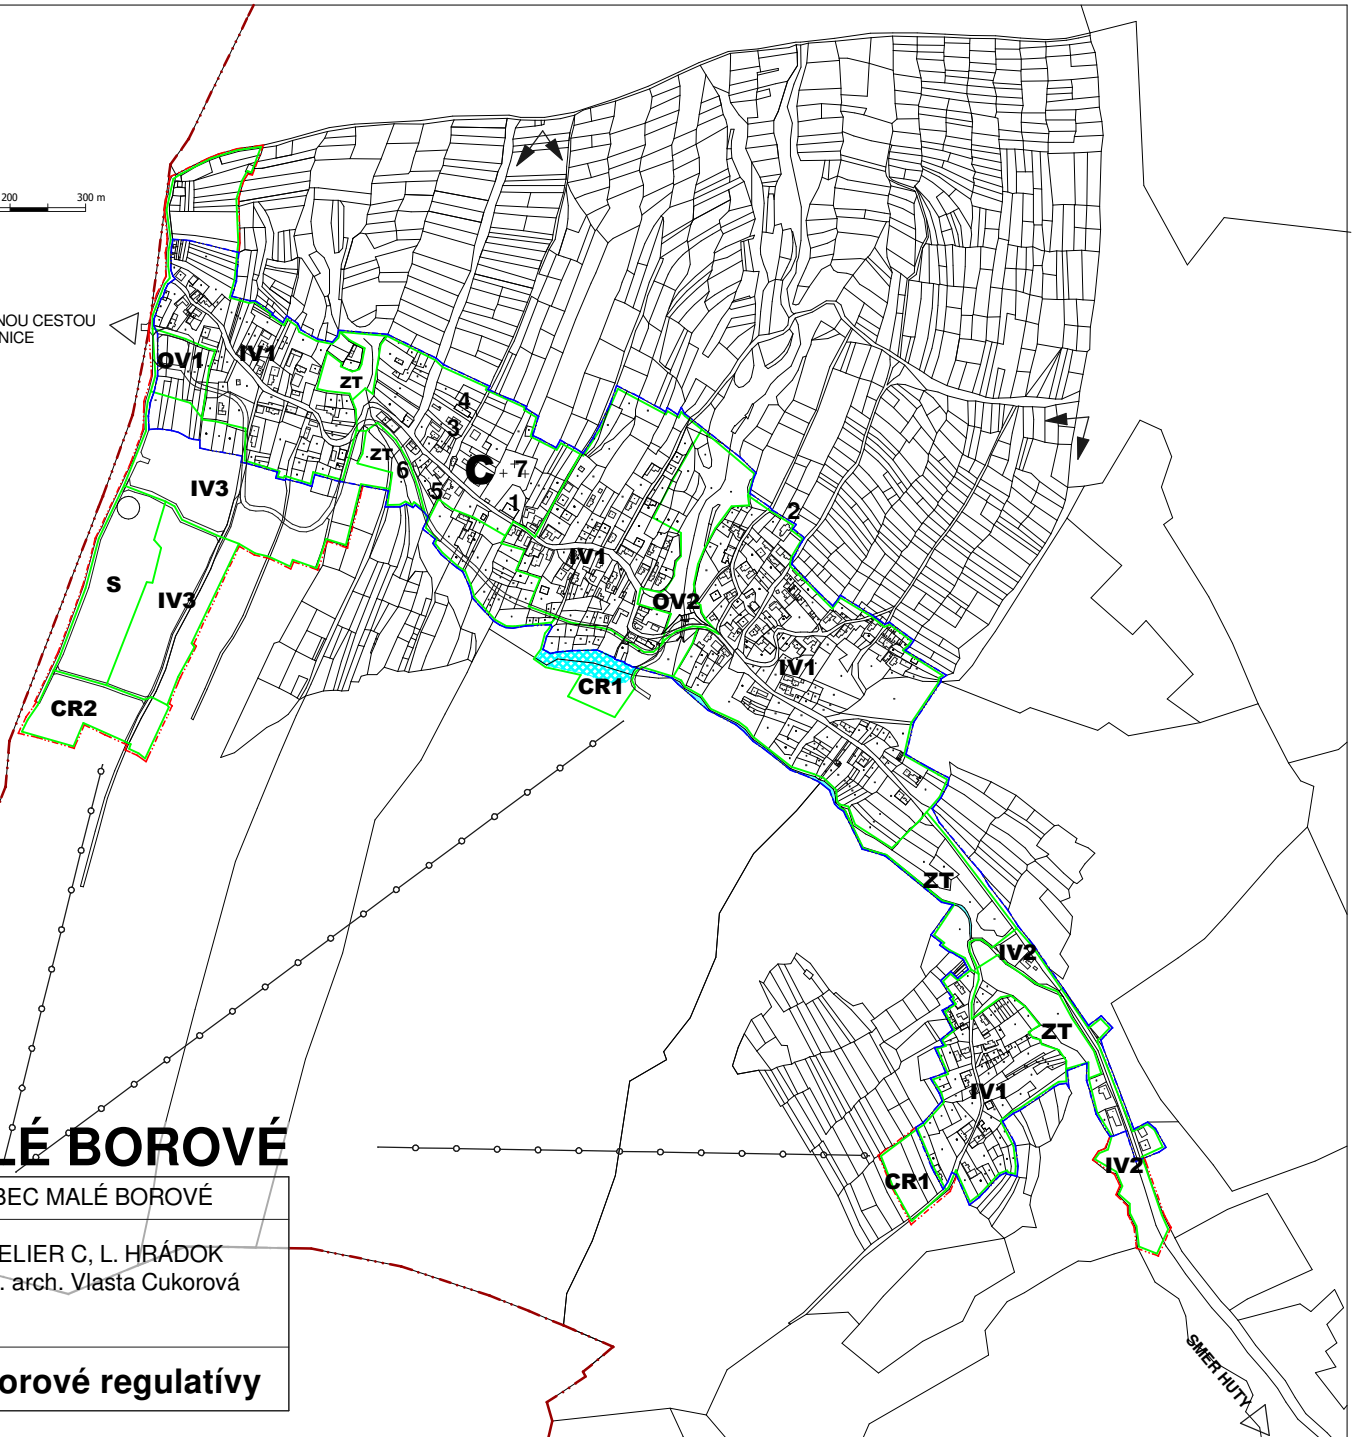 200 300 m
NOU CESTOU
NICE
OV1
IV1
ZT
4
3
ZT
6
C
7
5
1
2
IV3
IV1
S
IV3
OV2
IV1
CR1
CR2
ZT
IV2
ZT
IV1
IV2
CR1
LÉ BOROVÉ
BEC MALÉ BOROVÉ
ELIER C, L. HRÁDOK
. arch. Vlasta Cukorová
orové regulatívy
SMER HUTY